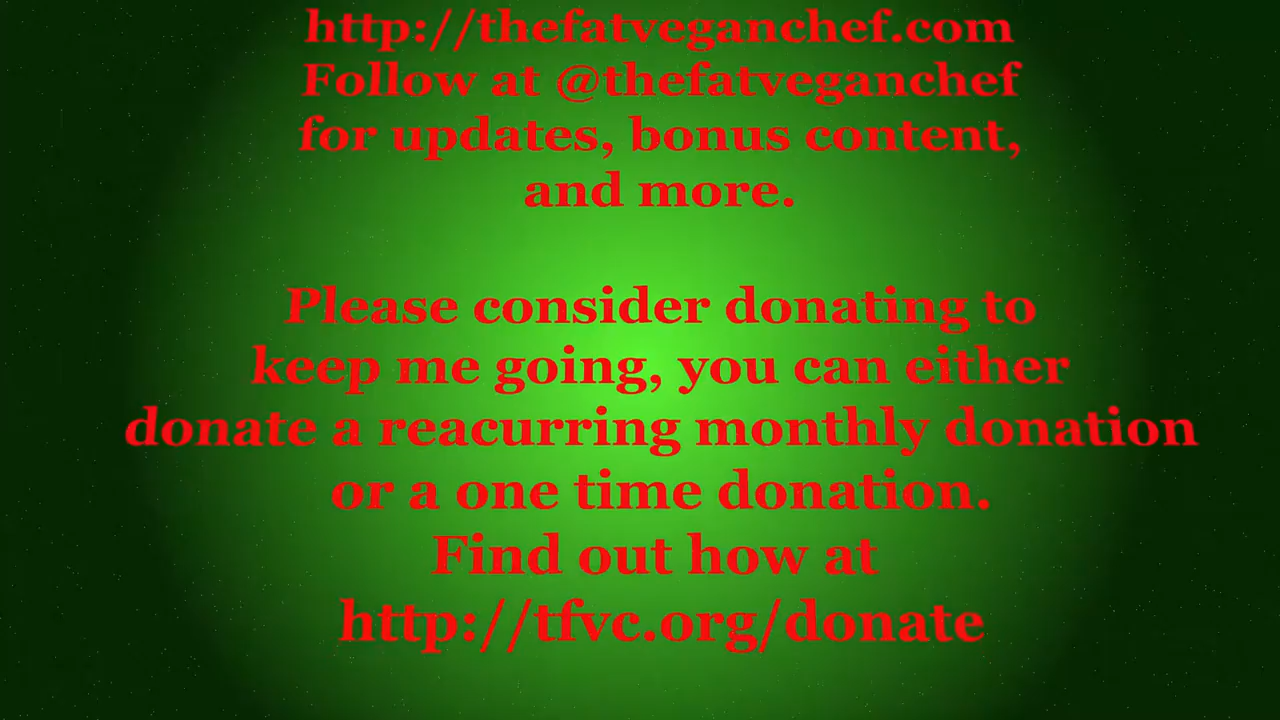 http://thefatveganchef.com
Follow at @thefatveganchef
for updates, bonus content,
and more.
Please consider donating to
keep me going, you can either
donate a reacurring monthly donation
or a one time donation.
Find out how at
http://tfvc.org/donate